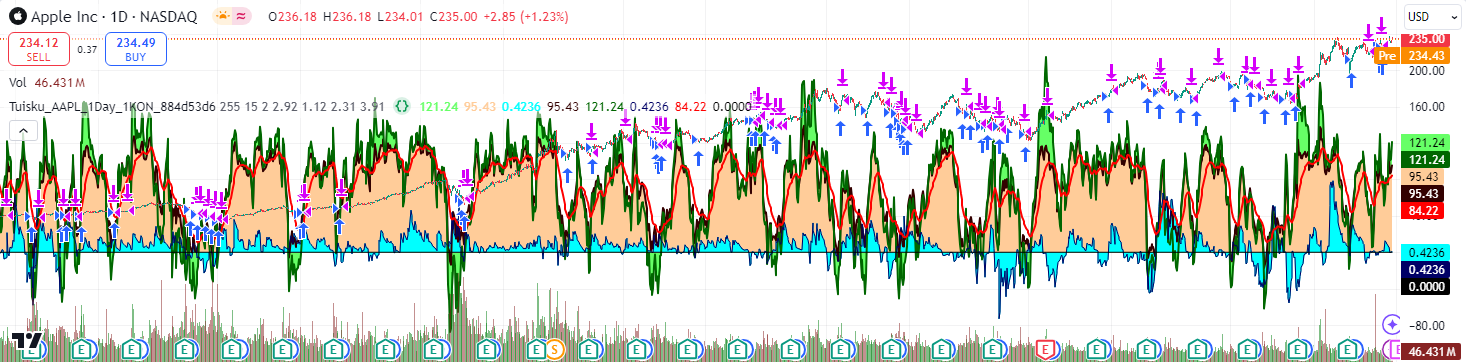 Apple Inc · 1D · NASDAQ O236.18 H236.18 L234.01 C235.00 +2.85 (+1.23%)
USD
234.12 SELL
0.37
234.49 BUY
235.00
Pre 234.43
200.00
Vol 46.431M
Tuisku_AAPL_1Day_1KON_884d53d6 255 15 2 2.92 1.12 2.31 3.91 {} 121.24 95.43 0.4236 95.43 121.24 0.4236 84.22 0.0000
160.00
121.24
121.24
95.43
95.43
84.22
0.4236
0.4236
0.0000
−80.00
E E E E E E E E E E E S E E E E E E E E E E E E E E E E
46.431M